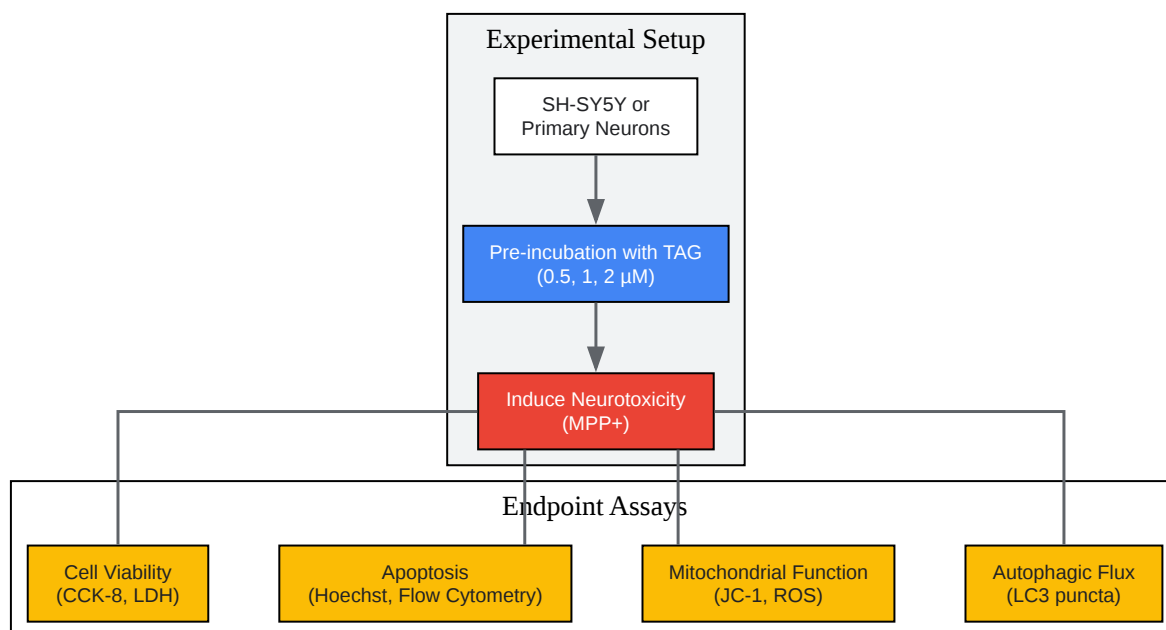 Experimental Setup
SH-SY5Y or
Primary Neurons
Pre-incubation with TAG
(0.5, 1, 2 µM)
Induce Neurotoxicity
(MPP+)
Endpoint Assays
Cell Viability
(CCK-8, LDH)
Apoptosis
(Hoechst, Flow Cytometry)
Mitochondrial Function
(JC-1, ROS)
Autophagic Flux
(LC3 puncta)